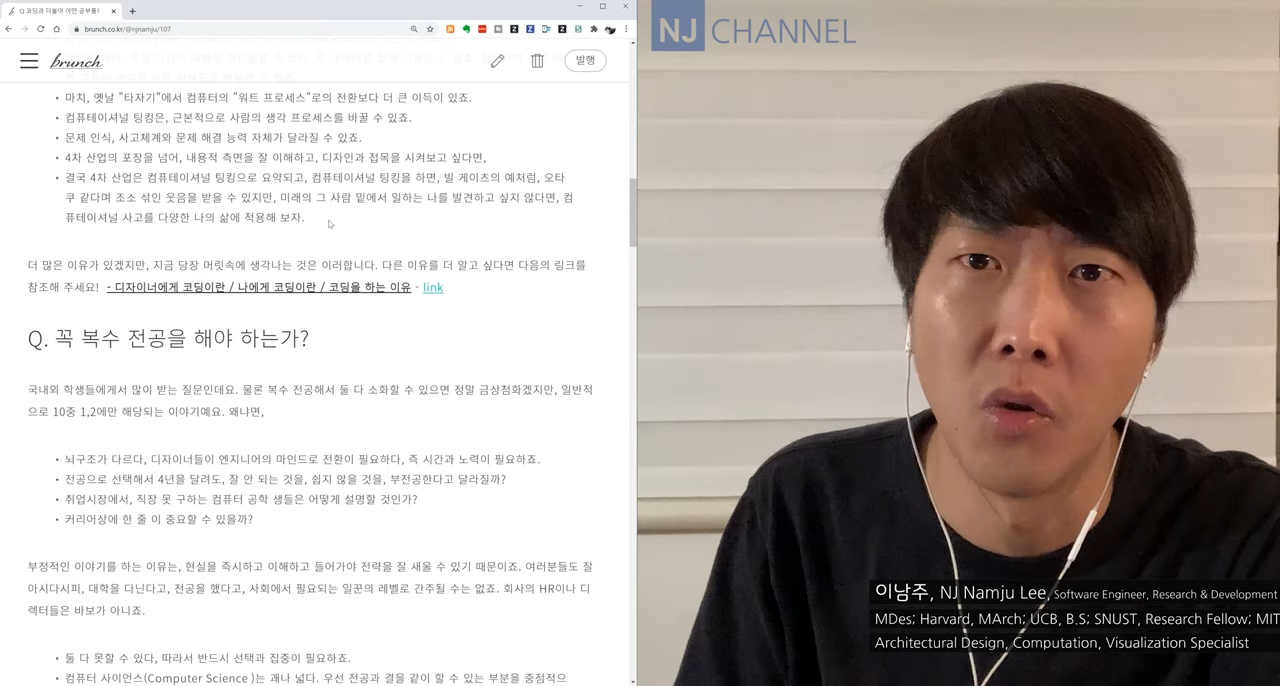 Q 코딩과 더불어 어떤 공부를?
brunch.co.kr/@njnamju/107
brunch
발행
마치, 옛날 "타자기"에서 컴퓨터의 "워트 프로세스"로의 전환보다 더 큰 이득이 있죠.
컴퓨테이셔널 팅킹은, 근본적으로 사람의 생각 프로세스를 바꿀 수 있죠.
문제 인식, 사고체계와 문제 해결 능력 자체가 달라질 수 있죠.
4차 산업의 포장을 넘어, 내용적 측면을 잘 이해하고, 디자인과 접목을 시켜보고 싶다면,
결국 4차 산업은 컴퓨테이셔널 팅킹으로 요약되고, 컴퓨테이셔널 팅킹을 하면, 빌 게이츠의 예처럼, 오타
쿠 같다며 조소 섞인 웃음을 받을 수 있지만, 미래의 그 사람 밑에서 일하는 나를 발견하고 싶지 않다면, 컴
퓨테이셔널 사고를 다양한 나의 삶에 적용해 보자.
더 많은 이유가 있겠지만, 지금 당장 머릿속에 생각나는 것은 이러합니다. 다른 이유를 더 알고 싶다면 다음의 링크를
참조해 주세요! - 디자이너에게 코딩이란 / 나에게 코딩이란 / 코딩을 하는 이유 - link
Q. 꼭 복수 전공을 해야 하는가?
국내외 학생들에게서 많이 받는 질문인데요. 물론 복수 전공해서 둘 다 소화할 수 있으면 정말 금상첨화겠지만, 일반적
으로 10중 1,2에만 해당되는 이야기예요. 왜냐면,
뇌구조가 다르다, 디자이너들이 엔지니어의 마인드로 전환이 필요하다, 즉 시간과 노력이 필요하죠.
전공으로 선택해서 4년을 달려도, 잘 안 되는 것을, 쉽지 않을 것을, 부전공한다고 달라질까?
취업시장에서, 직장 못 구하는 컴퓨터 공학 생들은 어떻게 설명할 것인가?
커리어상에 한 줄 이 중요할 수 있을까?
부정적인 이야기를 하는 이유는, 현실을 즉시하고 이해하고 들어가야 전략을 잘 새울 수 있기 때문이죠. 여러분들도 잘
아시다시피, 대학을 다닌다고, 전공을 했다고, 사회에서 필요되는 일꾼의 레벨로 간주될 수는 없죠. 회사의 HR이나 디
렉터들은 바보가 아니죠.
둘 다 못할 수 있다, 따라서 반드시 선택과 집중이 필요하죠.
컴퓨터 사이언스(Computer Science )는 꽤나 넓다. 우선 전공과 결을 같이 할 수 있는 부분을 중점적으
NJ CHANNEL
이남주, NJ Namju Lee, Software Engineer, Research & Development
MDes; Harvard, MArch; UCB, B.S; SNUST, Research Fellow; MIT
Architectural Design, Computation, Visualization Specialist